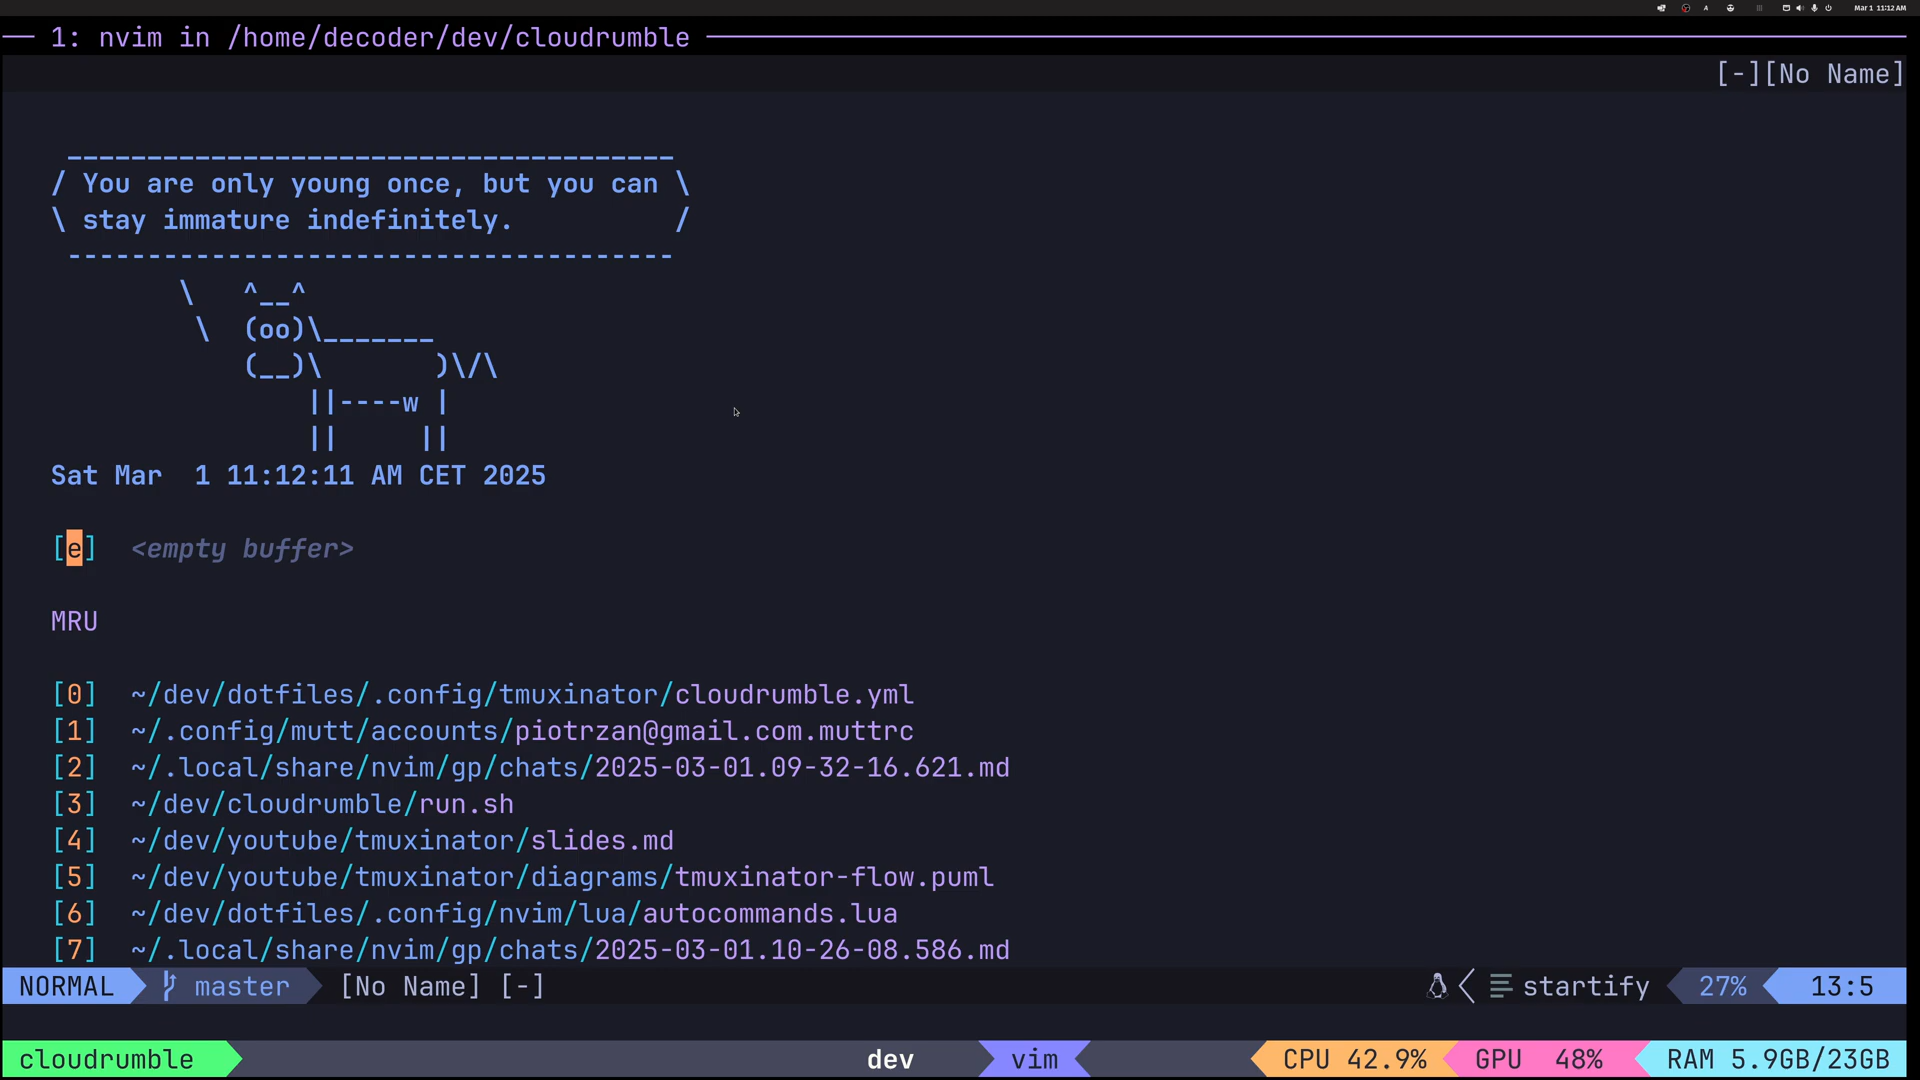 Mar 1 11:12 AM
1: nvim in /home/decoder/dev/cloudrumble
[-][No Name]
 ______________________________________
/ You are only young once, but you can \
\ stay immature indefinitely.          /
 --------------------------------------
        \   ^__^
         \  (oo)\_______
            (__)\       )\/\
                ||----w |
                ||     ||
Sat Mar  1 11:12:11 AM CET 2025
[e]  <empty buffer>
MRU
[0]  ~/dev/dotfiles/.config/tmuxinator/cloudrumble.yml
[1]  ~/.config/mutt/accounts/piotrzan@gmail.com.muttrc
[2]  ~/.local/share/nvim/gp/chats/2025-03-01.09-32-16.621.md
[3]  ~/dev/cloudrumble/run.sh
[4]  ~/dev/youtube/tmuxinator/slides.md
[5]  ~/dev/youtube/tmuxinator/diagrams/tmuxinator-flow.puml
[6]  ~/dev/dotfiles/.config/nvim/lua/autocommands.lua
[7]  ~/.local/share/nvim/gp/chats/2025-03-01.10-26-08.586.md
NORMAL master [No Name] [-] startify 27% 13:5
cloudrumble dev vim CPU 42.9% GPU 48% RAM 5.9GB/23GB